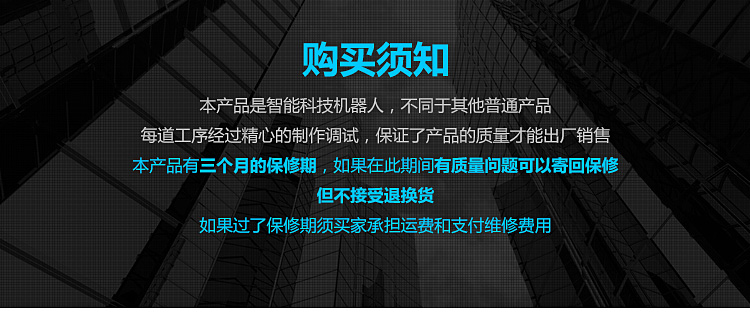 购买须知
本产品是智能科技机器人，不同于其他普通产品
每道工序经过精心的制作调试，保证了产品的质量才能出厂销售
本产品有三个月的保修期，如果在此期间有质量问题可以寄回保修
但不接受退换货
如果过了保修期须买家承担运费和支付维修费用